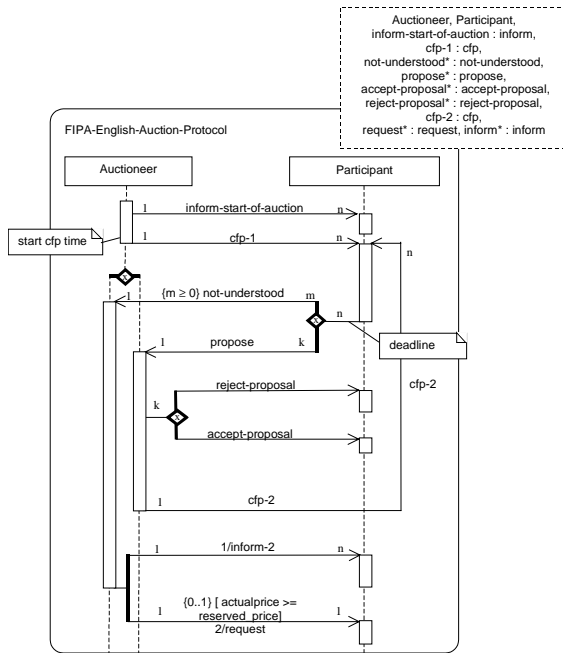 Auctioneer, Participant,
inform-start-of-auction : inform,
cfp-1 : cfp,
not-understood* : not-understood,
propose* : propose,
accept-proposal* : accept-proposal,
reject-proposal* : reject-proposal,
cfp-2 : cfp,
request* : request, inform* : inform
FIPA-English-Auction-Protocol
Auctioneer
Participant
1 inform-start-of-auction n
start cfp time
1 cfp-1 n
n
x
1 {m ≥ 0} not-understood m
x n
deadline
1 propose k
cfp-2
reject-proposal
k x
accept-proposal
1 cfp-2
1 1/inform-2 n
{0..1} [ actualprice >=
1 reserved_price] 1
2/request